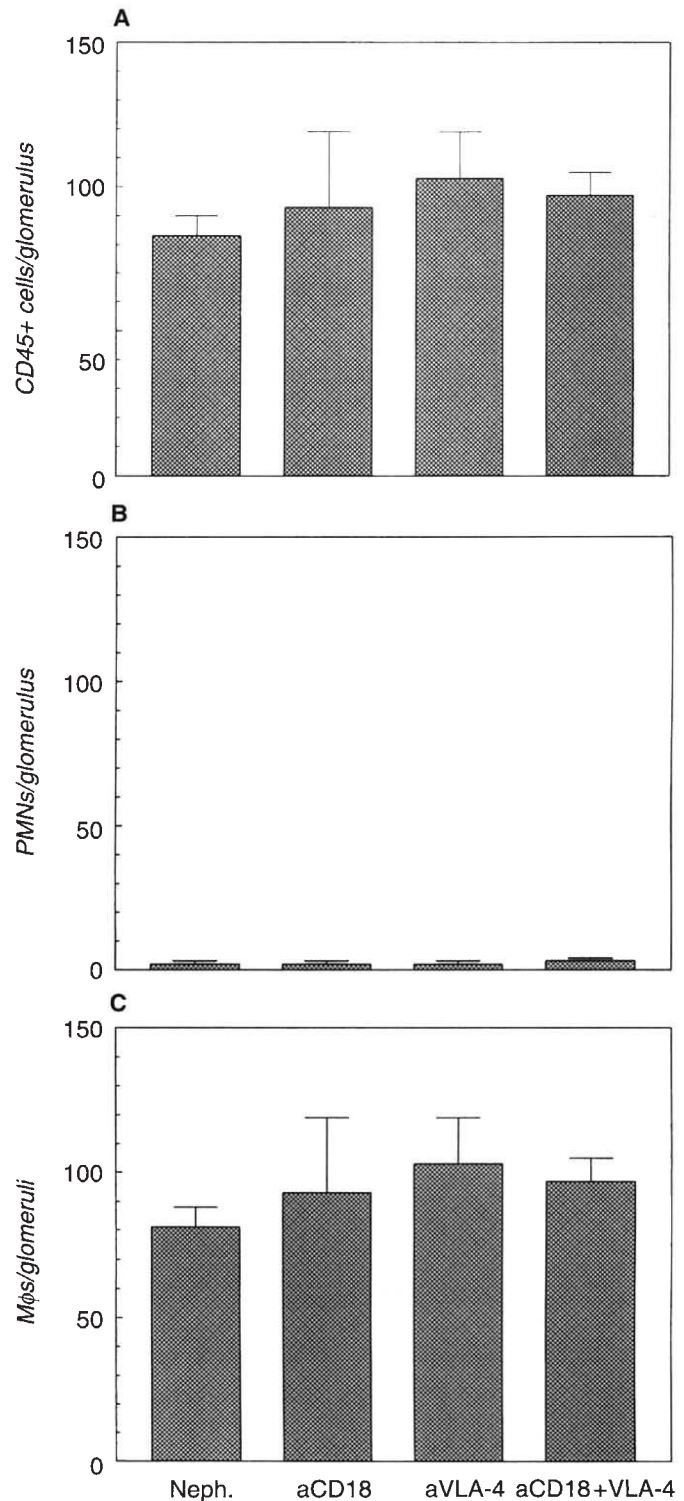 A
150
100
50
0
CD45+ cells/glomerulus
B
150
100
50
0
PMNs/glomerulus
C
150
100
50
0
Mϕs/glomeruli
Neph. aCD18 aVLA-4 aCD18+VLA-4